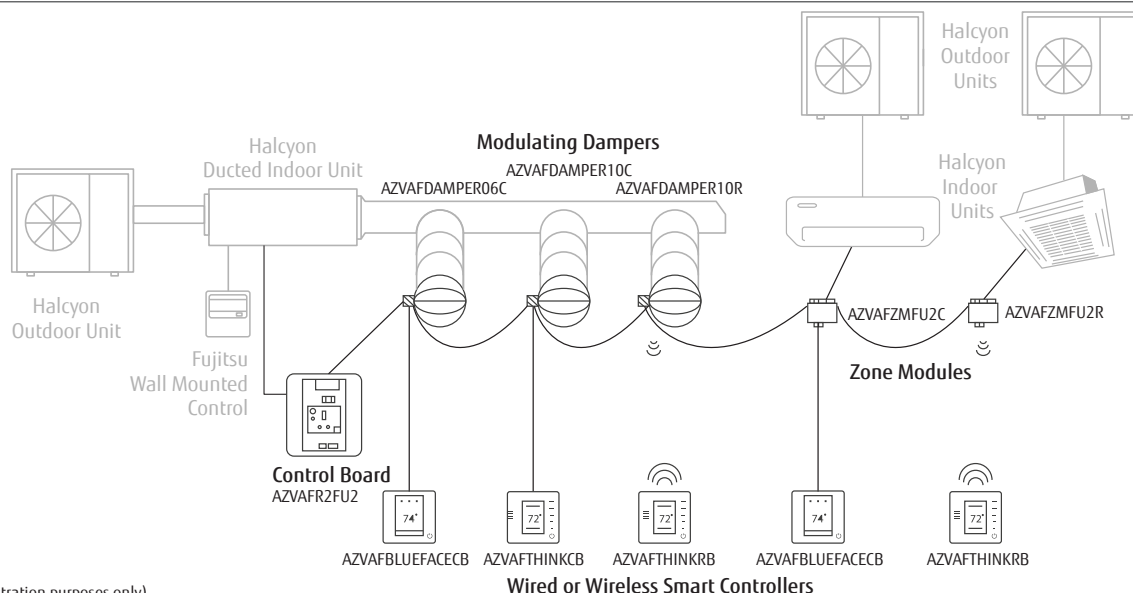 Halcyon
Outdoor
Units
Modulating Dampers
Halcyon
Ducted Indoor Unit
AZVAFDAMPER10C
AZVAFDAMPER06C
AZVAFDAMPER10R
Halcyon
Indoor
Units
Halcyon
Outdoor Unit
AZVAFZMFU2C
AZVAFZMFU2R
Fujitsu
Wall Mounted
Control
Zone Modules
Control Board
AZVAFR2FU2
74°
72°
72°
74°
72°
AZVAFBLUEFACECB
AZVAFTHINKCB
AZVAFTHINKRB
AZVAFBLUEFACECB
AZVAFTHINKRB
Wired or Wireless Smart Controllers
purposes only)